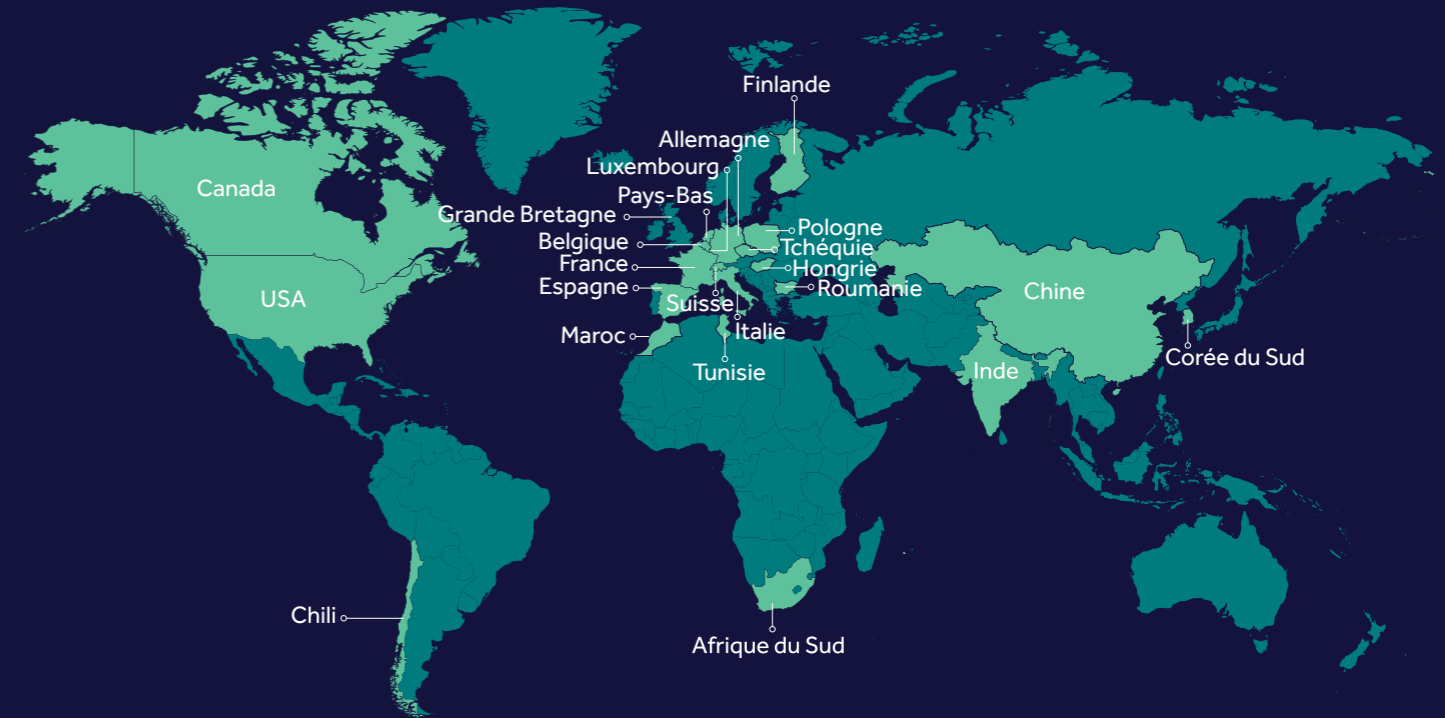 Finlande
Allemagne
Luxembourg
Canada
Pays-Bas
Grande Bretagne
Pologne
Belgique
Tchéquie
France
Hongrie
Espagne
Roumanie
Chine
USA
Suisse
Italie
Maroc
Corée du Sud
Tunisie
Inde
Chili
Afrique du Sud